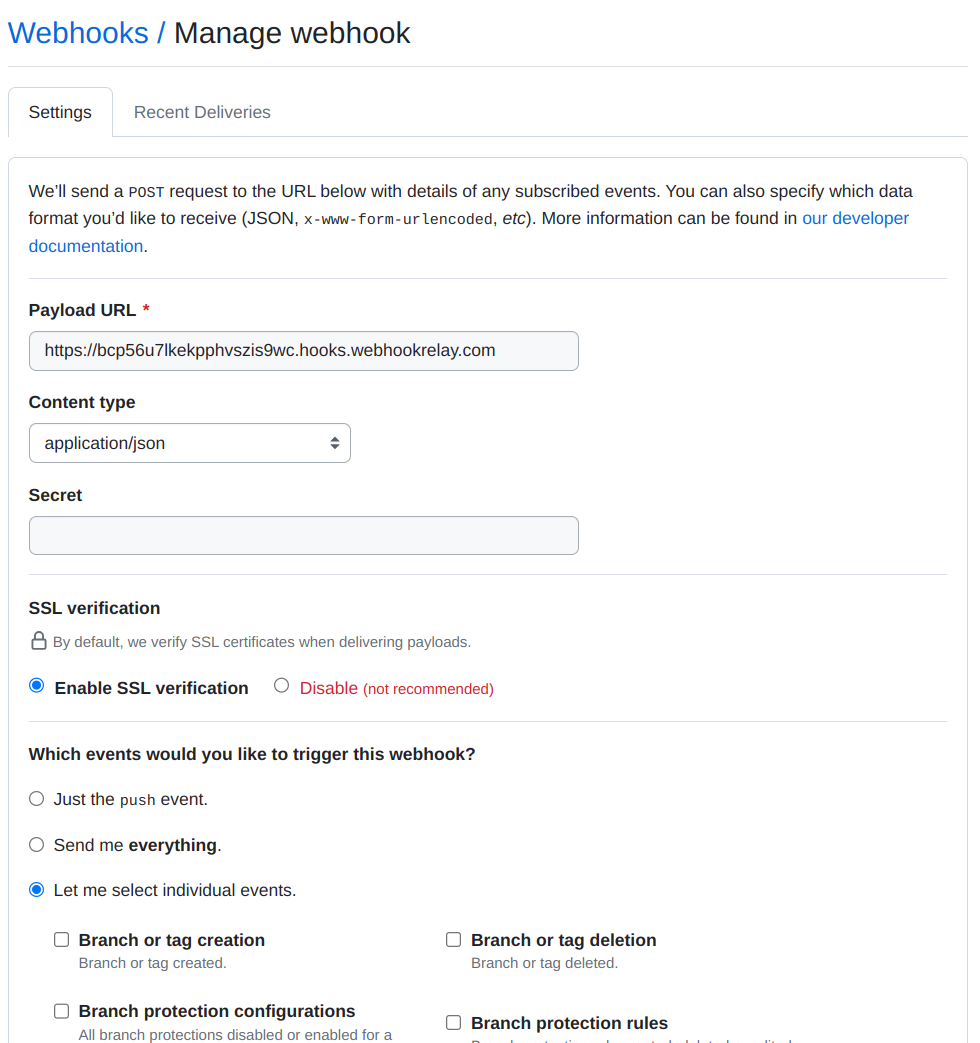 Webhooks / Manage webhook
Settings
Recent Deliveries
We’ll send a POST request to the URL below with details of any subscribed events. You can also specify which data
format you’d like to receive (JSON, x-www-form-urlencoded, etc). More information can be found in our developer
documentation.
Payload URL *
https://bcp56u7lkekpphvszis9wc.hooks.webhookrelay.com
Content type
application/json
Secret
SSL verification
By default, we verify SSL certificates when delivering payloads.
Enable SSL verification
Disable (not recommended)
Which events would you like to trigger this webhook?
Just the push event.
Send me everything.
Let me select individual events.
Branch or tag creation
Branch or tag created.
Branch or tag deletion
Branch or tag deleted.
Branch protection configurations
All branch protections disabled or enabled for a
Branch protection rules